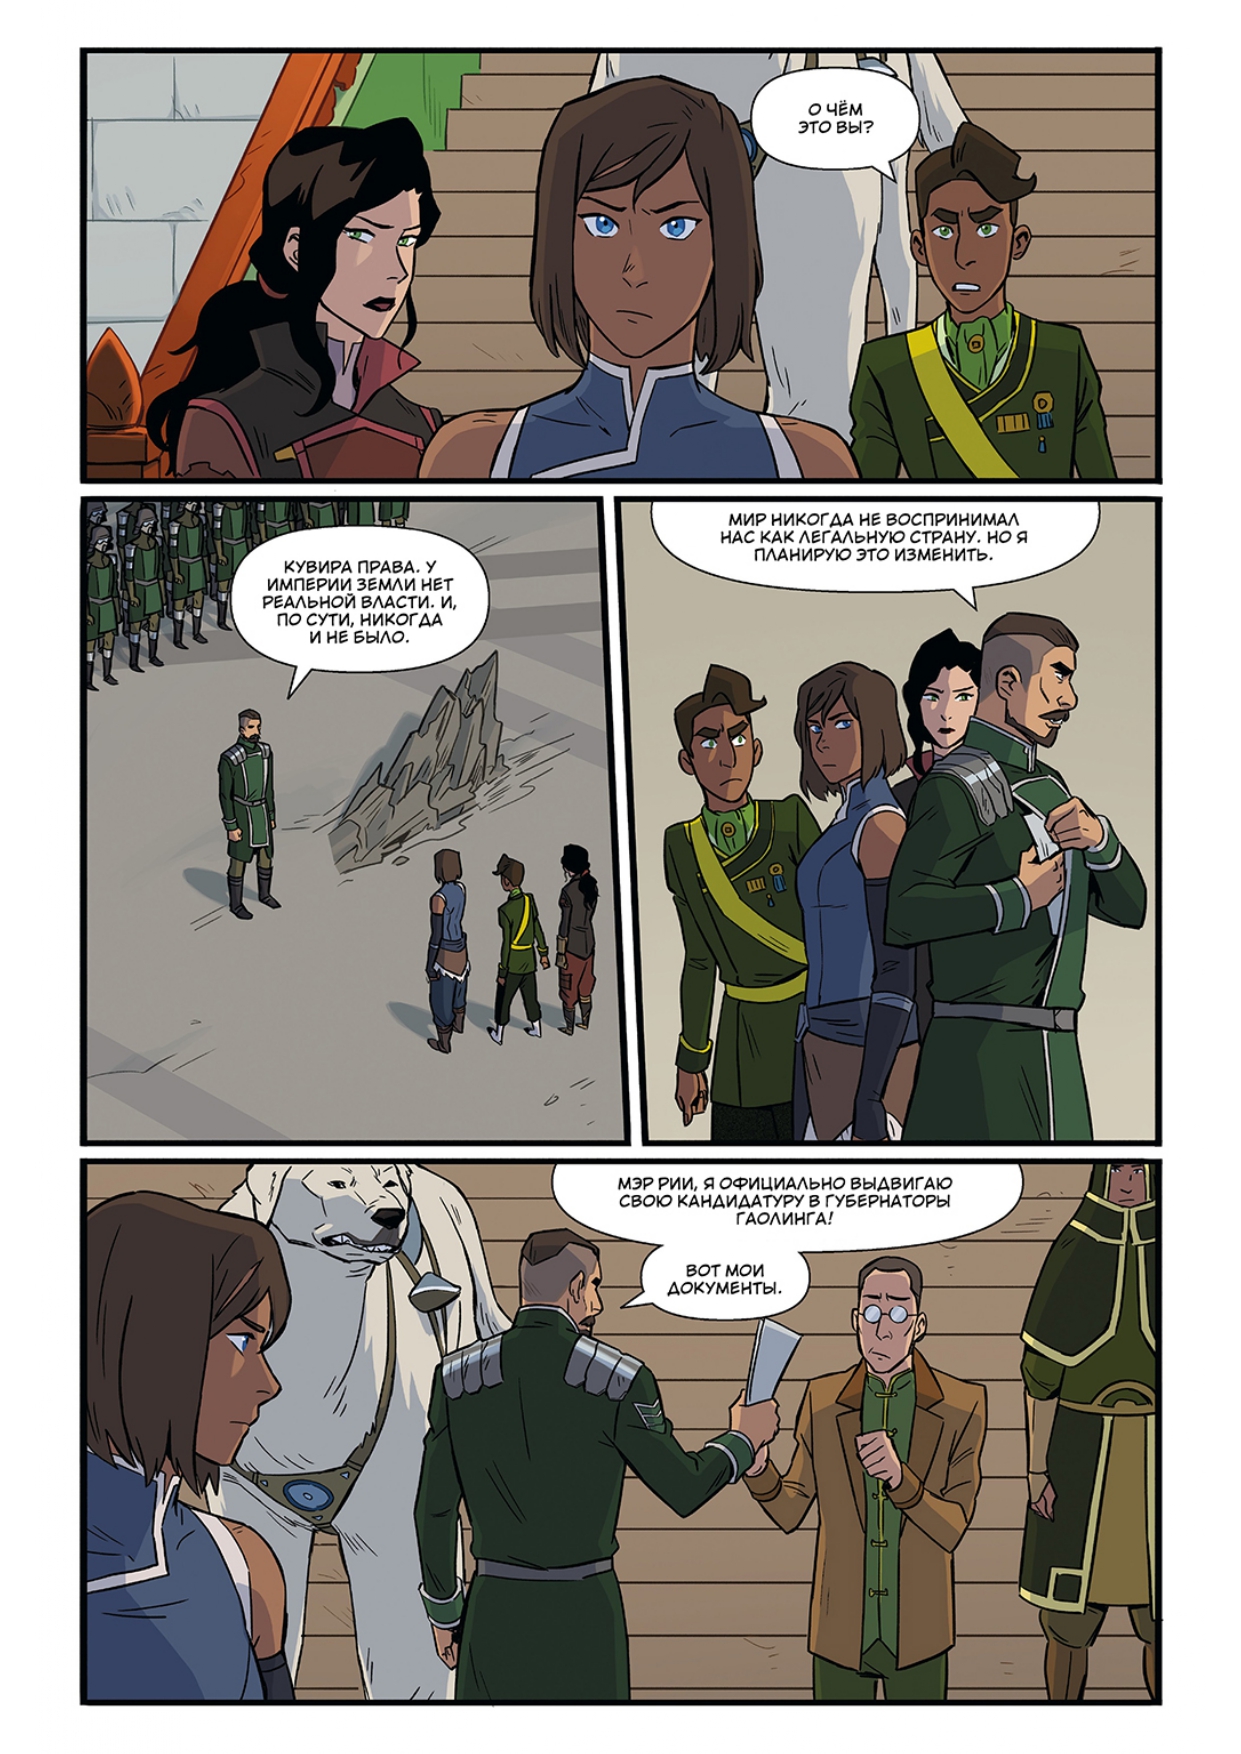 О ЧЁМ
ЭТО ВЫ?
КУВИРА ПРАВА. У
ИМПЕРИИ ЗЕМЛИ НЕТ
РЕАЛЬНОЙ ВЛАСТИ. И,
ПО СУТИ, НИКОГДА
И НЕ БЫЛО.
МИР НИКОГДА НЕ ВОСПРИНИМАЛ
НАС КАК ЛЕГАЛЬНУЮ СТРАНУ. НО Я
ПЛАНИРУЮ ЭТО ИЗМЕНИТЬ.
МЭР РИИ, Я ОФИЦИАЛЬНО ВЫДВИГАЮ
СВОЮ КАНДИДАТУРУ В ГУБЕРНАТОРЫ
ГАОЛИНГА!
ВОТ МОИ
ДОКУМЕНТЫ.